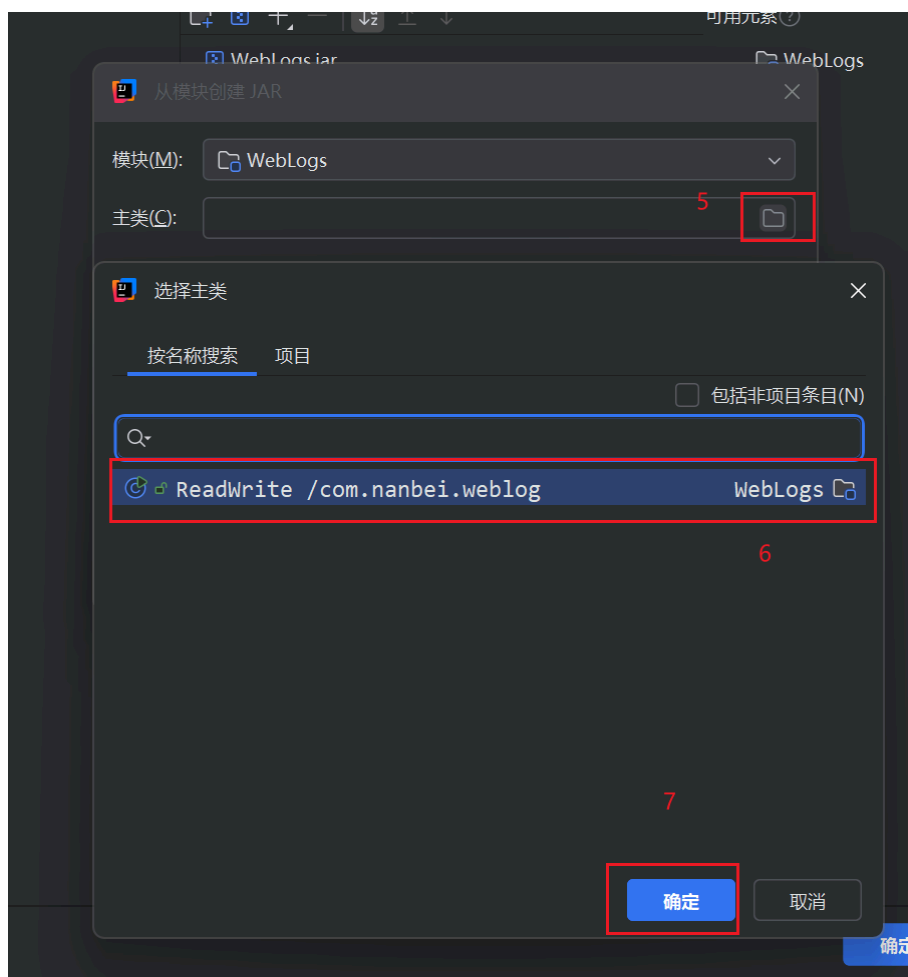 可用元素
WebLogs.jar
WebLogs
从模块创建 JAR
模块(M):
WebLogs
主类(C):
5
选择主类
按名称搜索 项目
包括非项目条目(N)
ReadWrite /com.nanbei.weblog WebLogs
6
7
确定 取消
确定